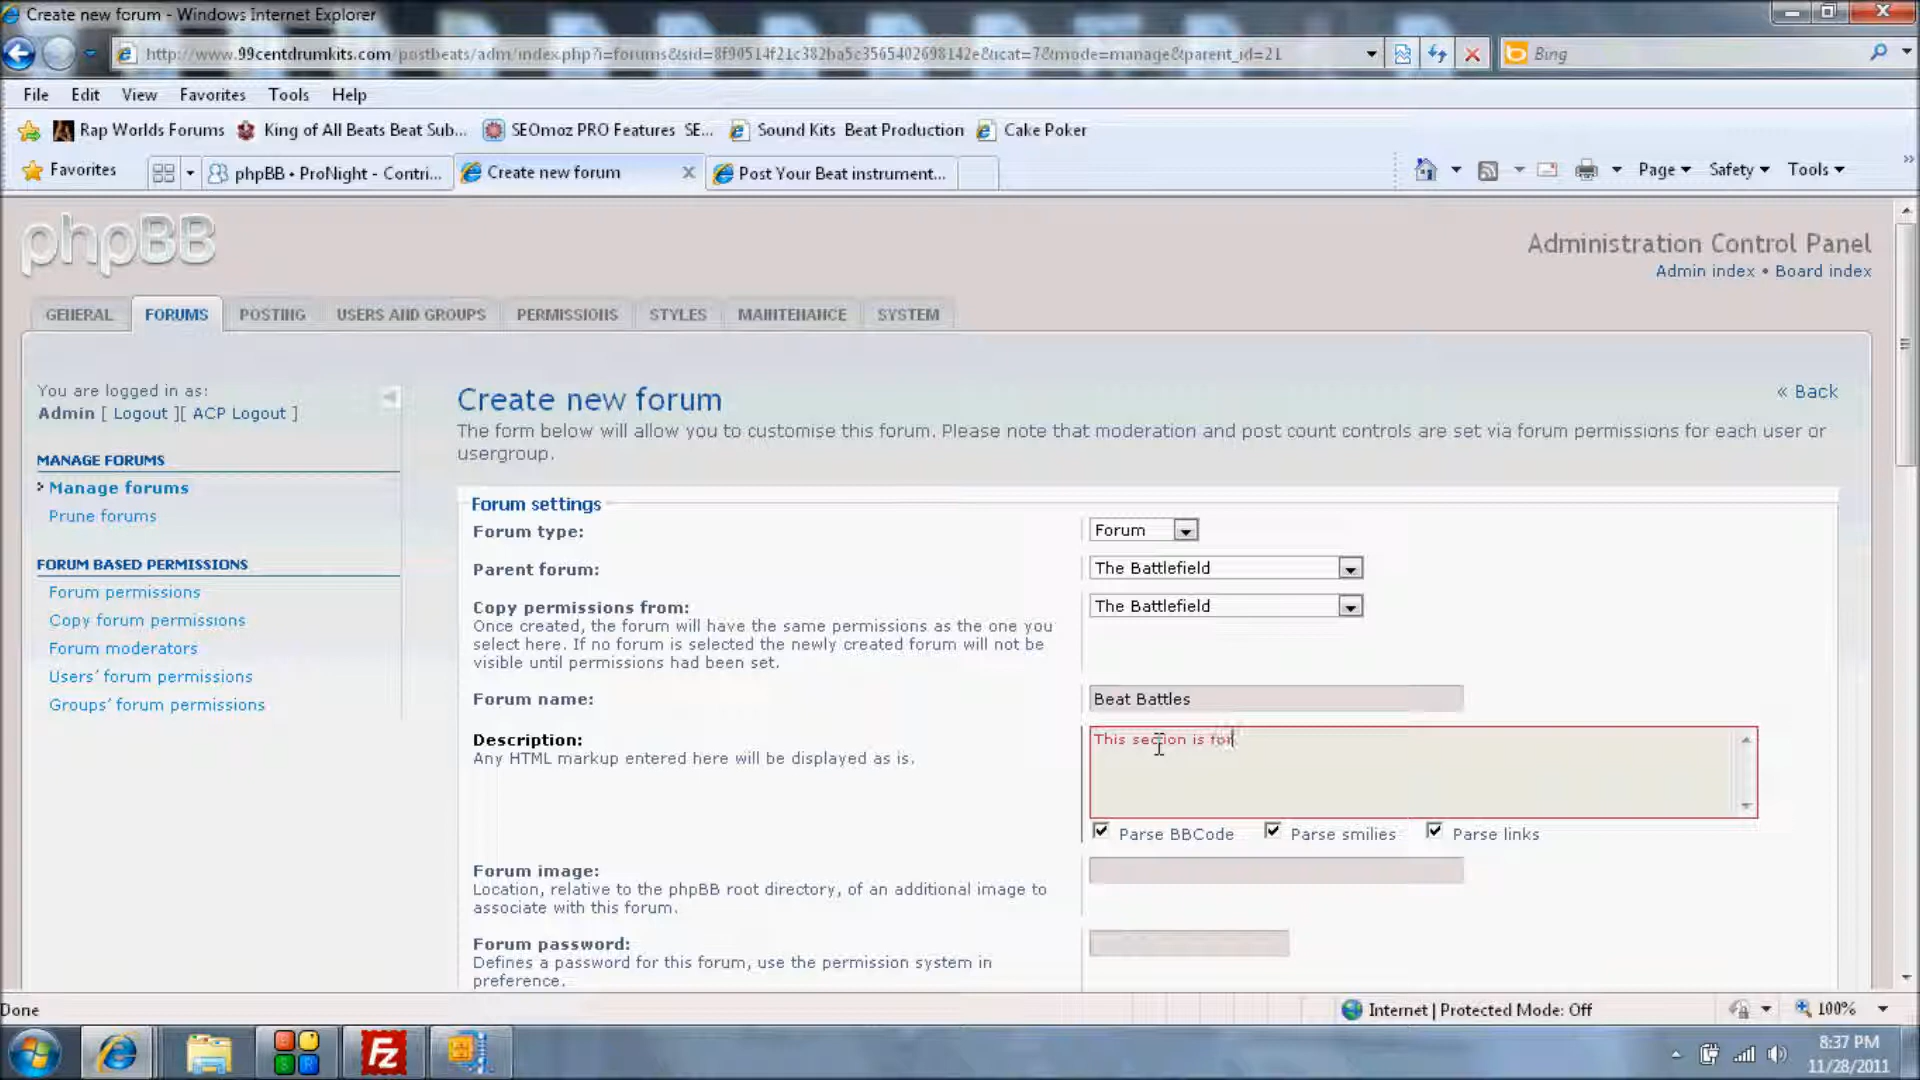 Create new forum - Windows Internet Explorer
http://www.99centdrumkits.com/postbeats/adm/index.php?i=forums&sid=8f90514f21c382ba5c3565402698142e&icat=7&mode=manage&parent_id=21
Bing
File Edit View Favorites Tools Help
Rap Worlds Forums King of All Beats Beat Sub... SEOmoz PRO Features SE... Sound Kits Beat Production Cake Poker
Favorites phpBB • ProNight - Contri... Create new forum Post Your Beat instrument... Page Safety Tools
phpBB
Administration Control Panel
Admin index • Board index
GENERAL FORUMS POSTING USERS AND GROUPS PERMISSIONS STYLES MAINTENANCE SYSTEM
You are logged in as:
Admin [ Logout ][ ACP Logout ]
MANAGE FORUMS
Manage forums
Prune forums
FORUM BASED PERMISSIONS
Forum permissions
Copy forum permissions
Forum moderators
Users' forum permissions
Groups' forum permissions
« Back
Create new forum
The form below will allow you to customise this forum. Please note that moderation and post count controls are set via forum permissions for each user or
usergroup.
Forum settings
Forum type: Forum
Parent forum: The Battlefield
Copy permissions from: The Battlefield
Once created, the forum will have the same permissions as the one you
select here. If no forum is selected the newly created forum will not be
visible until permissions had been set.
Forum name: Beat Battles
Description: This section is for
Any HTML markup entered here will be displayed as is.
Parse BBCode Parse smilies Parse links
Forum image:
Location, relative to the phpBB root directory, of an additional image to
associate with this forum.
Forum password:
Defines a password for this forum, use the permission system in
preference.
Done Internet | Protected Mode: Off 100%
8:37 PM
11/28/2011